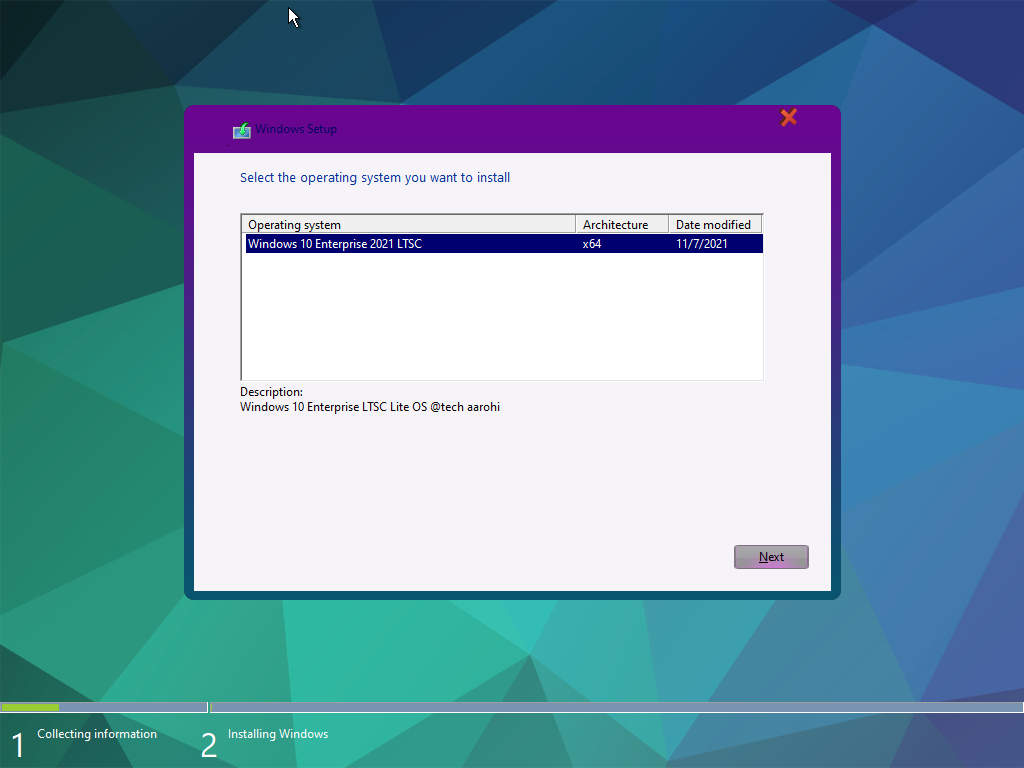 Windows Setup
Select the operating system you want to install
Operating system Architecture Date modified
Windows 10 Enterprise 2021 LTSC x64 11/7/2021
Description:
Windows 10 Enterprise LTSC Lite OS @tech aarohi
Next
1 Collecting information 2 Installing Windows